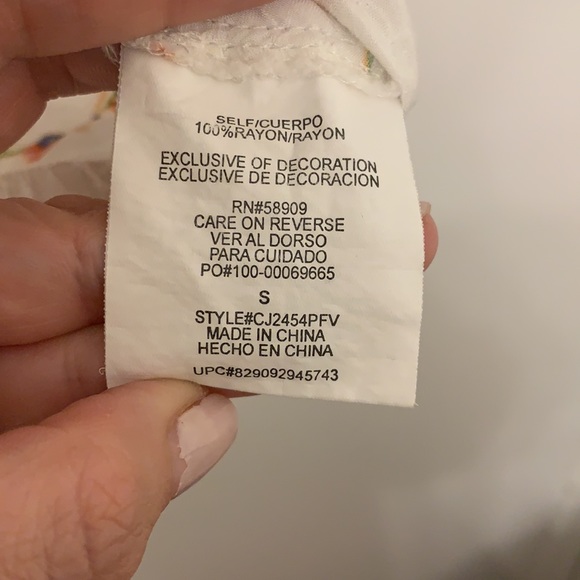 SELF/CUERPO
100%RAYON/RAYON
EXCLUSIVE OF DECORATION
EXCLUSIVE DE DECORACION
RN#58909
CARE ON REVERSE
VER AL DORSO
PARA CUIDADO
PO#100-00069665
S
STYLE#CJ2454PFV
MADE IN CHINA
HECHO EN CHINA
UPC#829092945743